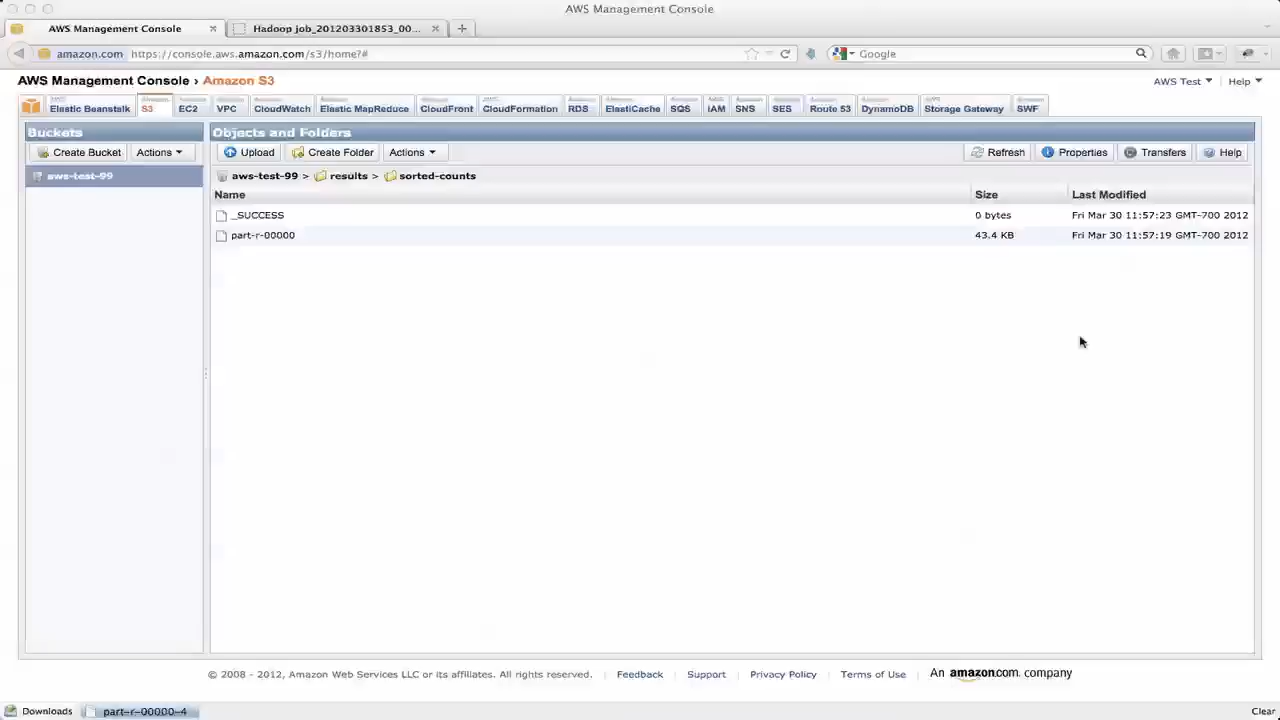 AWS Management Console
AWS Management Console
Hadoop job_201203301853_00...
amazon.com https://console.aws.amazon.com/s3/home?#
Google
AWS Management Console › Amazon S3
AWS Test Help
Elastic Beanstalk S3 EC2 VPC CloudWatch Elastic MapReduce CloudFront CloudFormation RDS ElastiCache SQS IAM SNS SES Route 53 DynamoDB Storage Gateway SWF
Buckets
Objects and Folders
Create Bucket Actions
Upload Create Folder Actions Refresh Properties Transfers Help
aws-test-99
aws-test-99 > results > sorted-counts
Name Size Last Modified
_SUCCESS 0 bytes Fri Mar 30 11:57:23 GMT-700 2012
part-r-00000 43.4 KB Fri Mar 30 11:57:19 GMT-700 2012
© 2008 - 2012, Amazon Web Services LLC or its affiliates. All rights reserved. Feedback Support Privacy Policy Terms of Use An amazon.com. company
Downloads part-r-00000-4 Clear